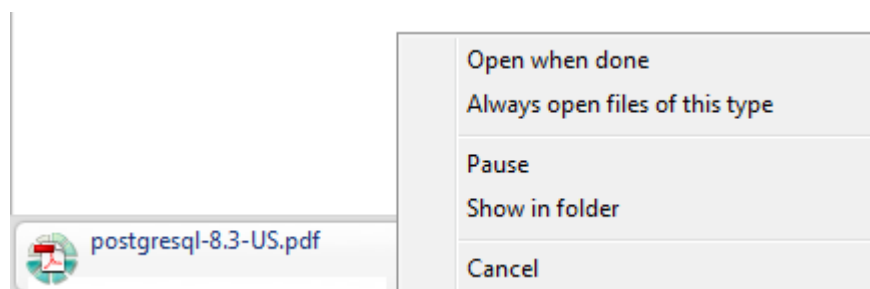 Open when done
Always open files of this type
Pause
Show in folder
postgresql-8.3-US.pdf
Cancel